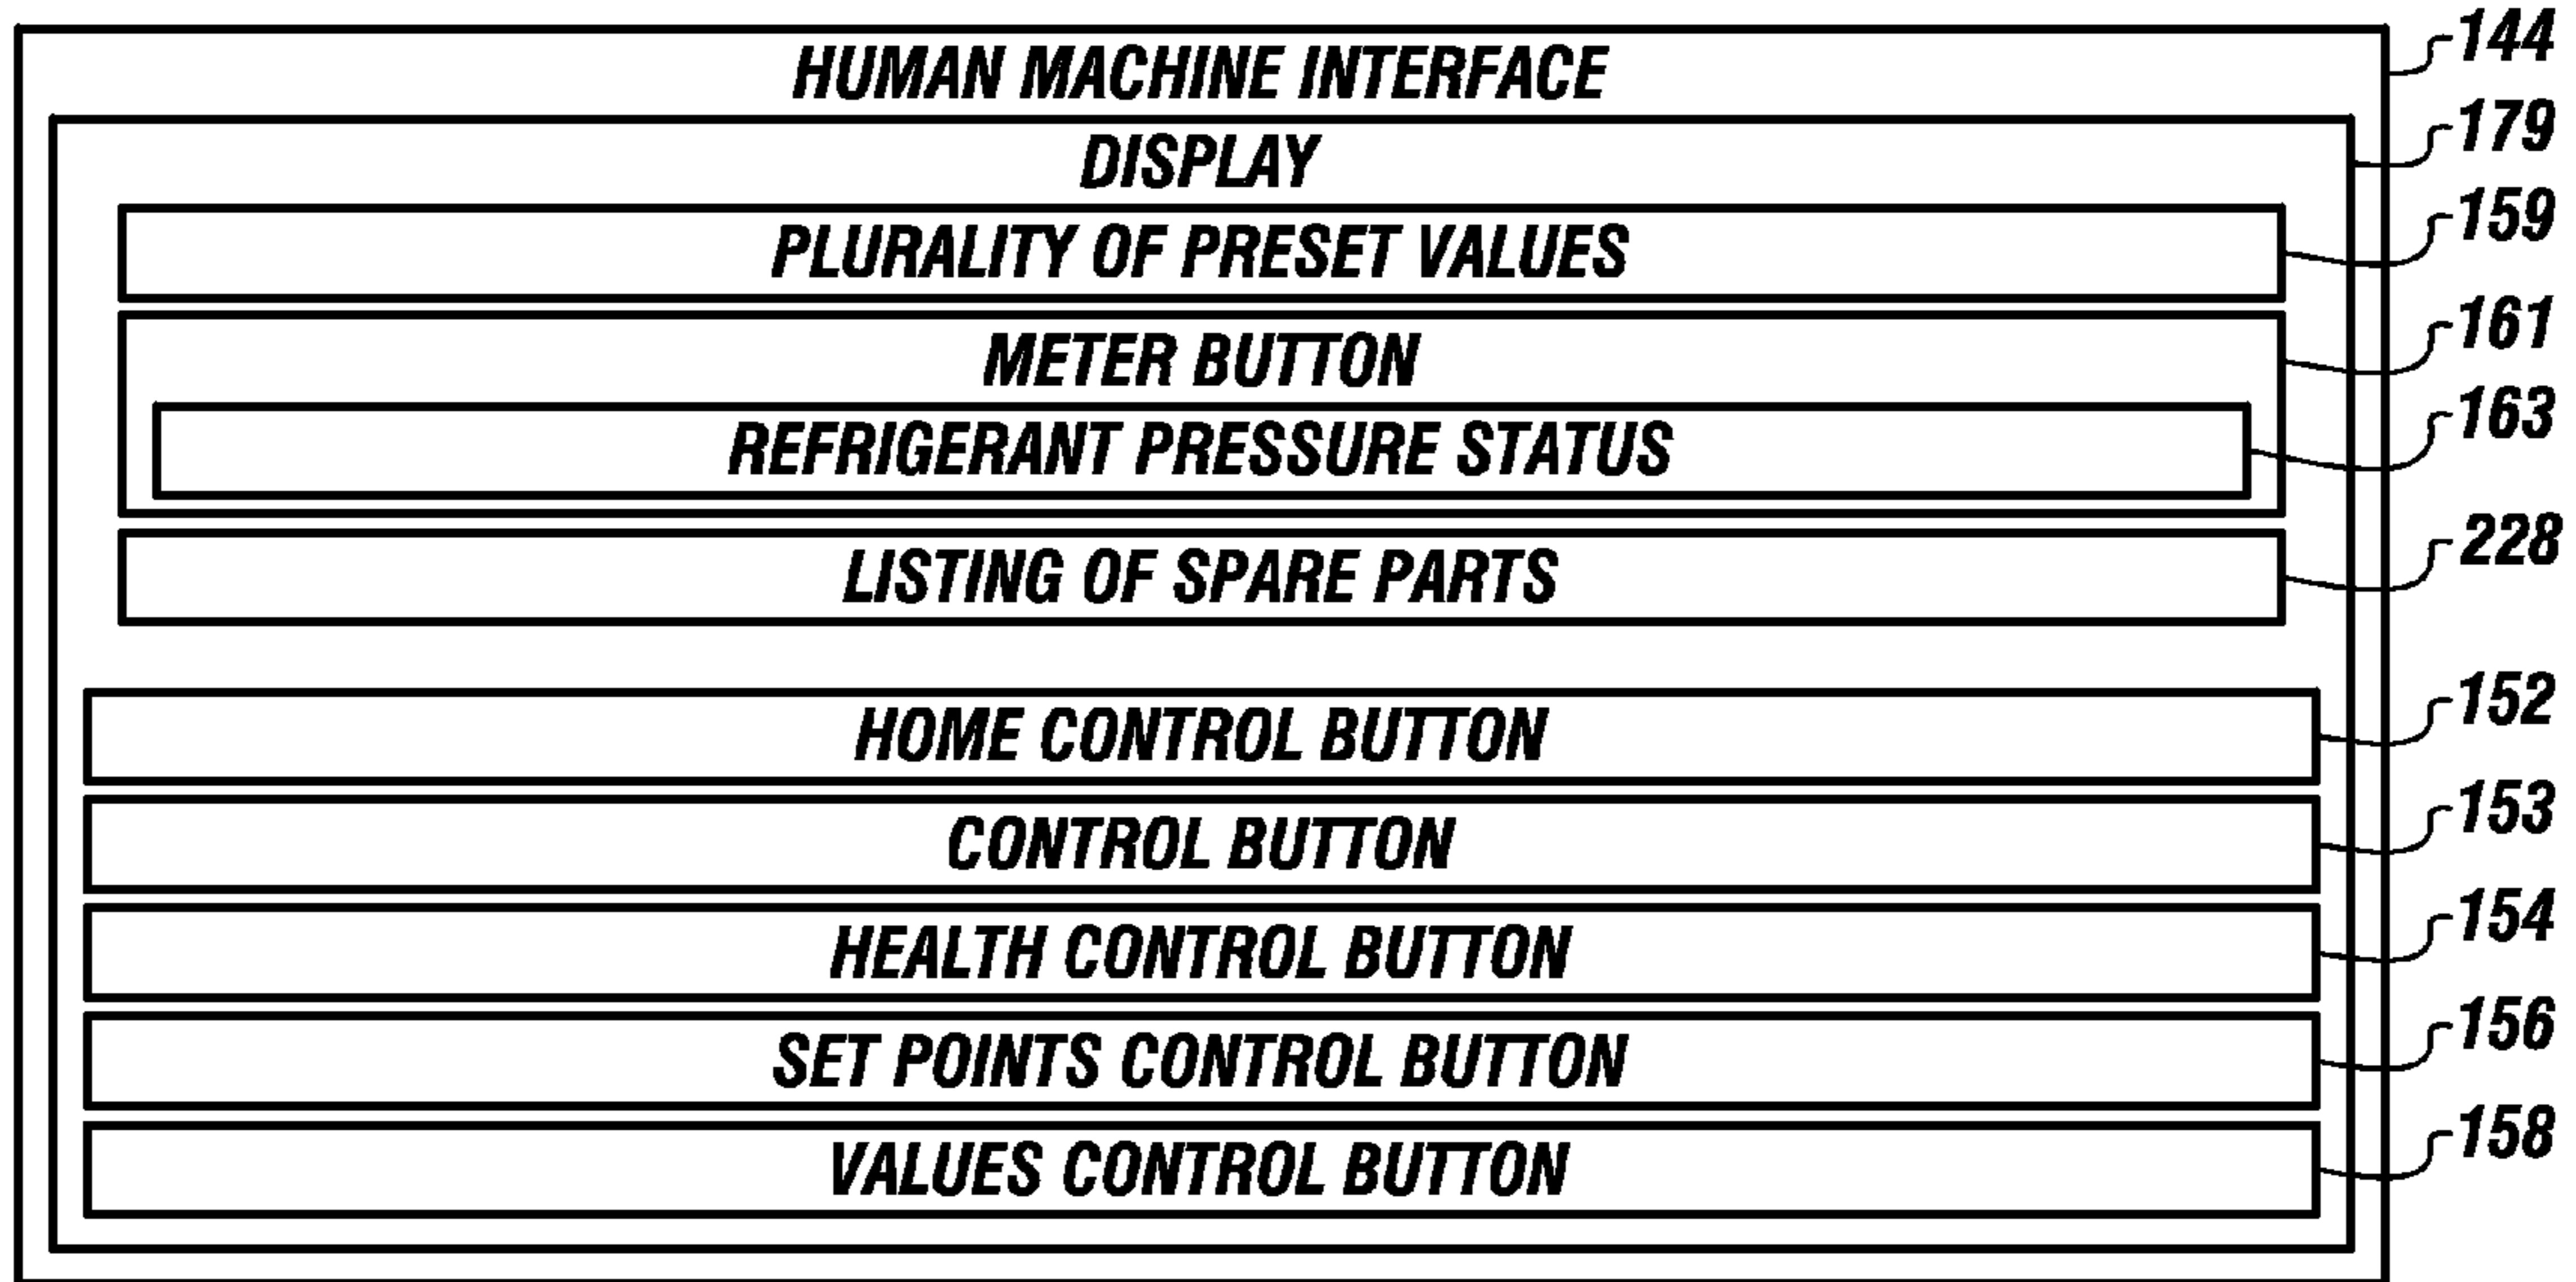 HUMAN MACHINE INTERFACE 144
DISPLAY 179
PLURALITY OF PRESET VALUES 159
METER BUTTON 161
REFRIGERANT PRESSURE STATUS 163
LISTING OF SPARE PARTS 228
HOME CONTROL BUTTON 152
CONTROL BUTTON 153
HEALTH CONTROL BUTTON 154
SET POINTS CONTROL BUTTON 156
VALUES CONTROL BUTTON 158